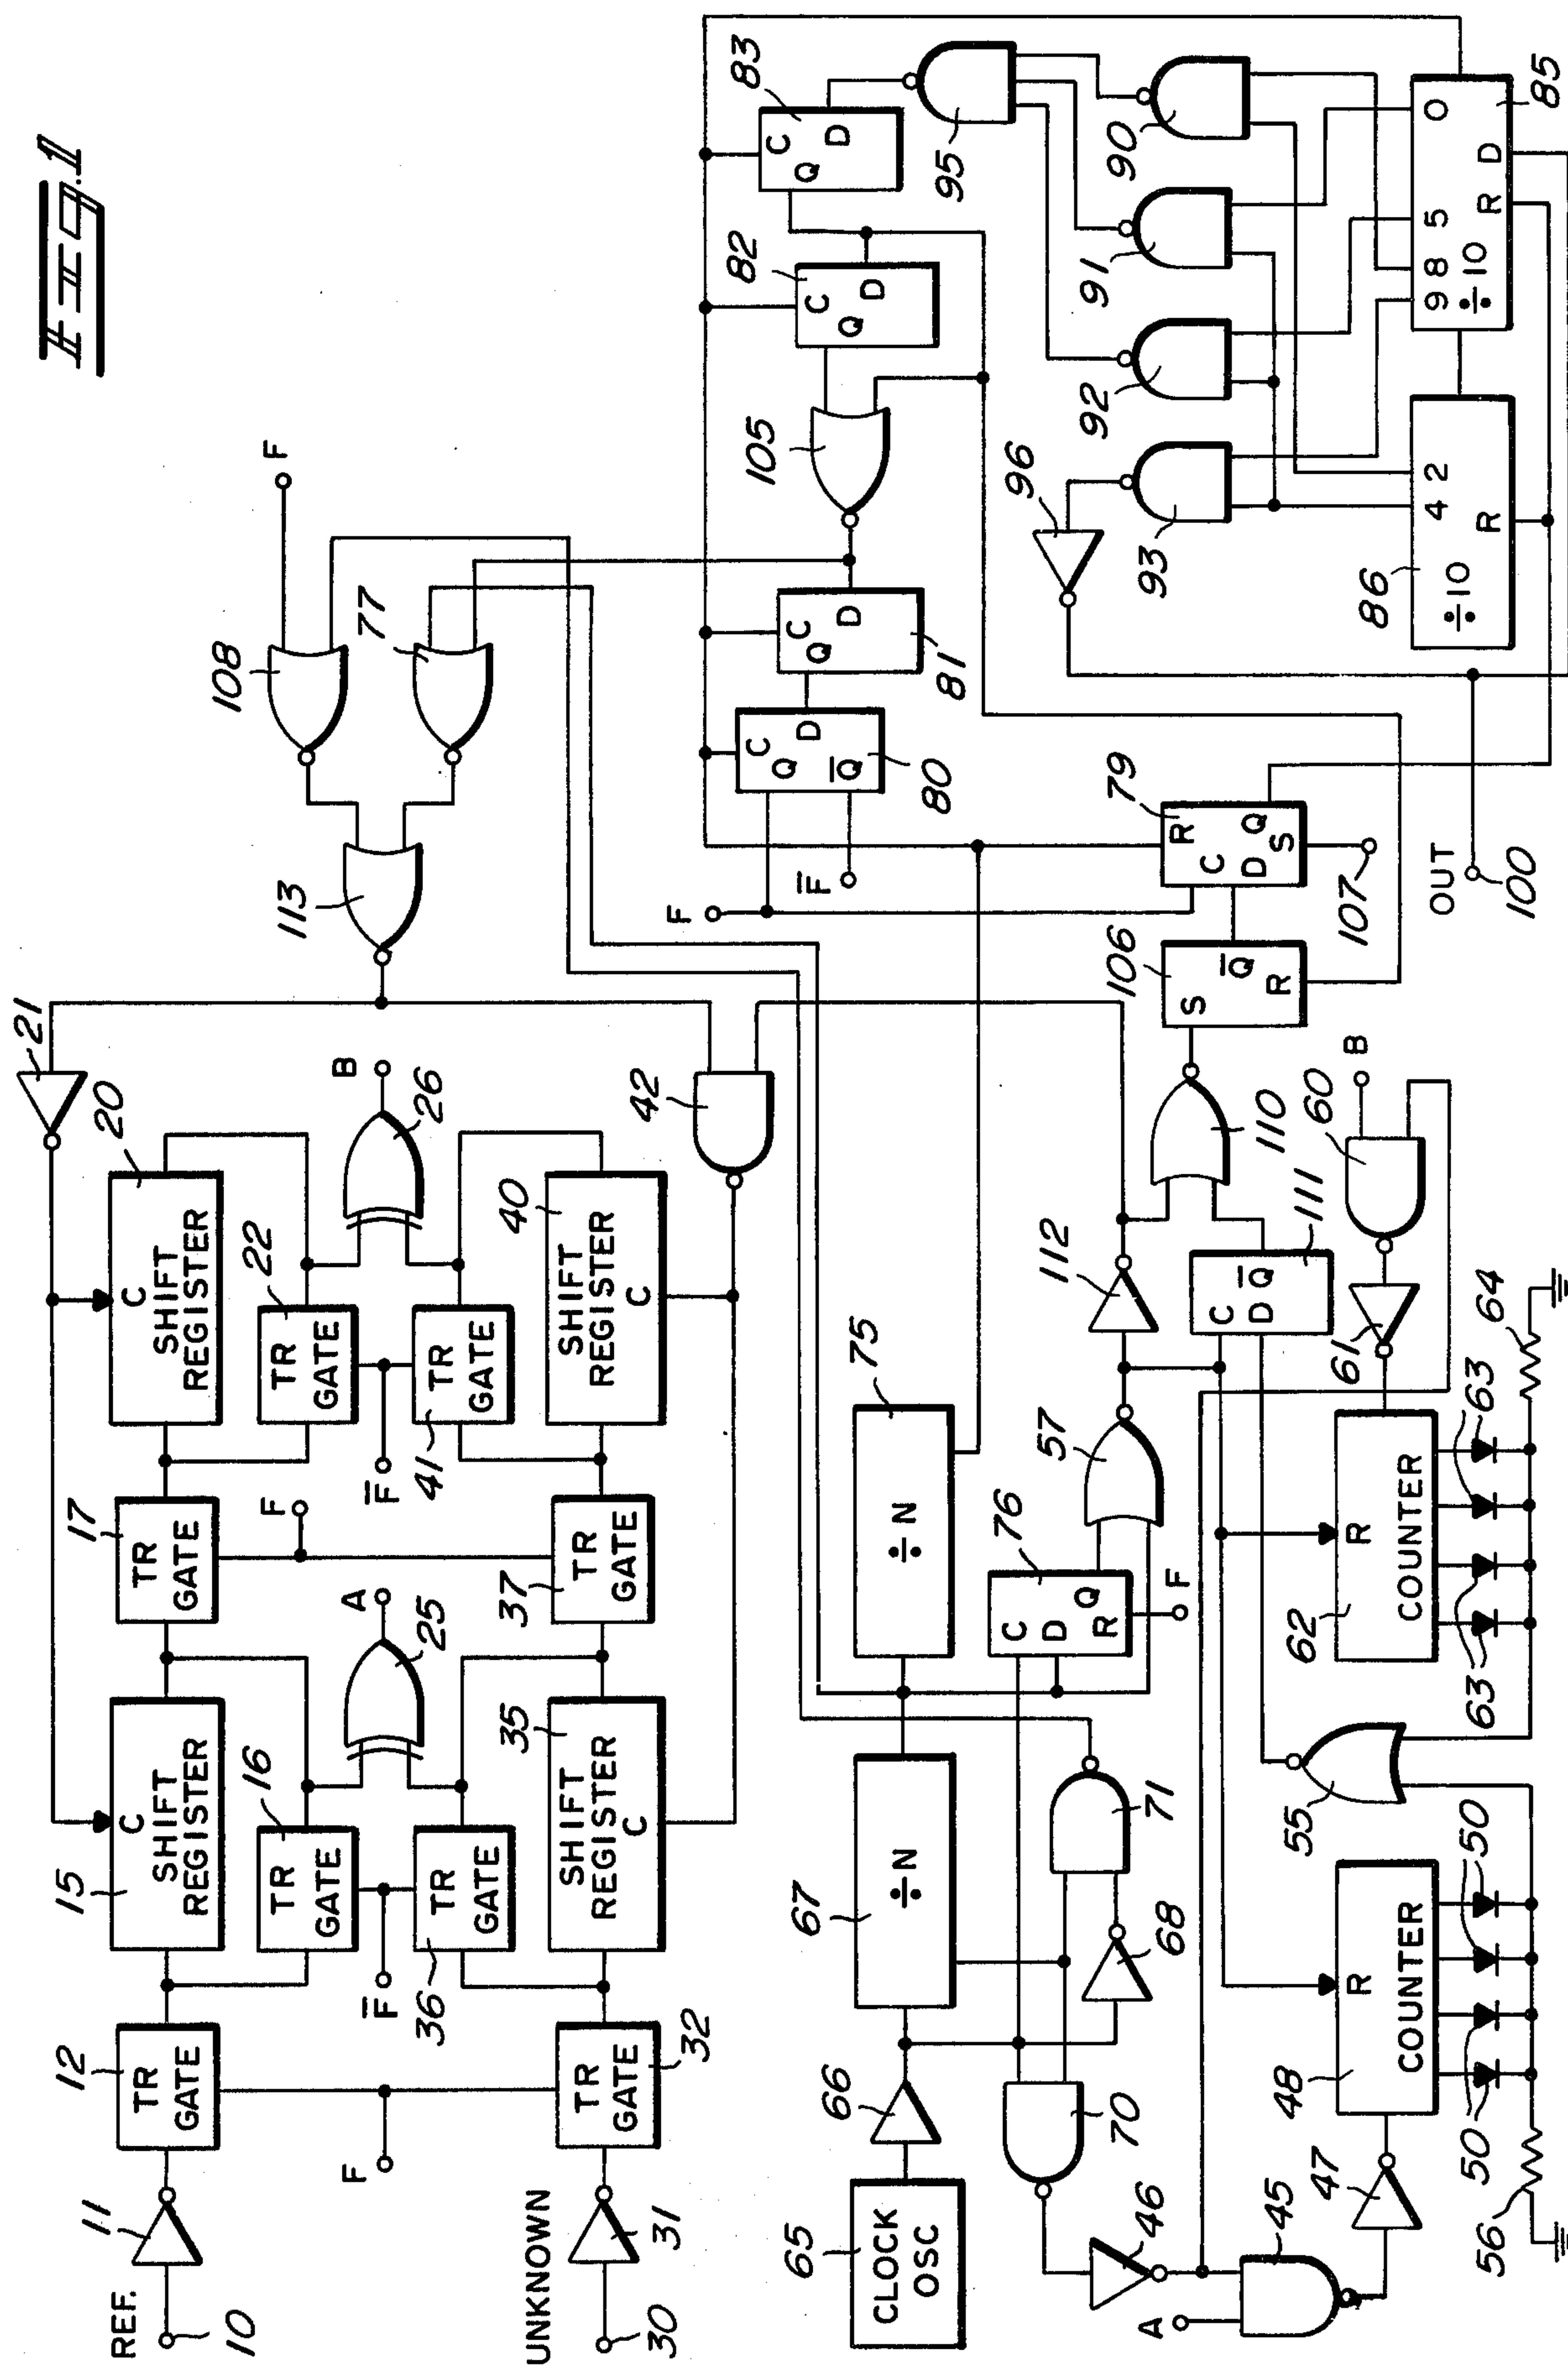 Fig. 1
REF.
10
11
12
TR GATE
F
15
C
SHIFT REGISTER
16
TR GATE
F̅
36
TR GATE
25
A
17
TR GATE
F
37
TR GATE
20
C
SHIFT REGISTER
21
22
TR GATE
F̅
41
TR GATE
26
B
UNKNOWN
30
31
32
TR GATE
35
SHIFT REGISTER
C
40
SHIFT REGISTER
C
42
113
108
77
F
65
CLOCK OSC
66
67
÷N
75
÷N
70
68
71
76
C
D
Q
R
F
57
112
46
A
45
47
48
R
COUNTER
50
50
56
55
62
R
COUNTER
63
63
64
61
60
B
111
C
D
Q̅
110
106
S
Q̅
R
79
R
C
D
Q
S
107
F
F̅
80
C
D
Q
Q̅
81
C
D
Q
105
82
C
D
Q
83
C
D
Q
95
90
91
92
93
96
86
÷10
4
2
R
85
÷10
9
8
5
0
R
D
OUT
100